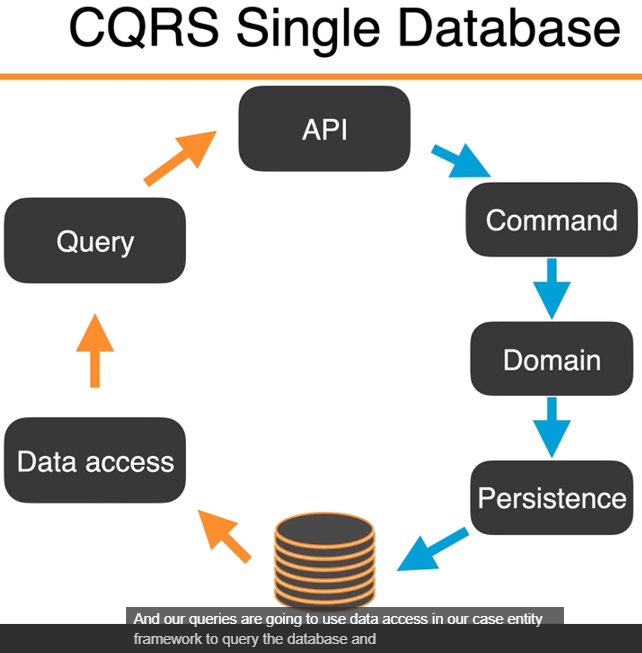 CQRS Single Database
API
Command
Query
Domain
Data access
Persistence
And our queries are going to use data access in our case entity
framework to query the database and